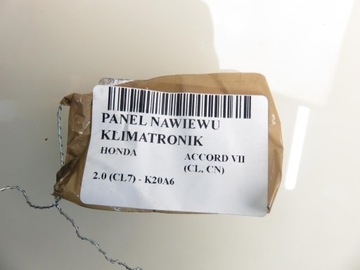 PANEL NAWIEWU
KLIMATRONIK
HONDA ACCORD VII
(CL, CN)
2.0 (CL7) - K20A6